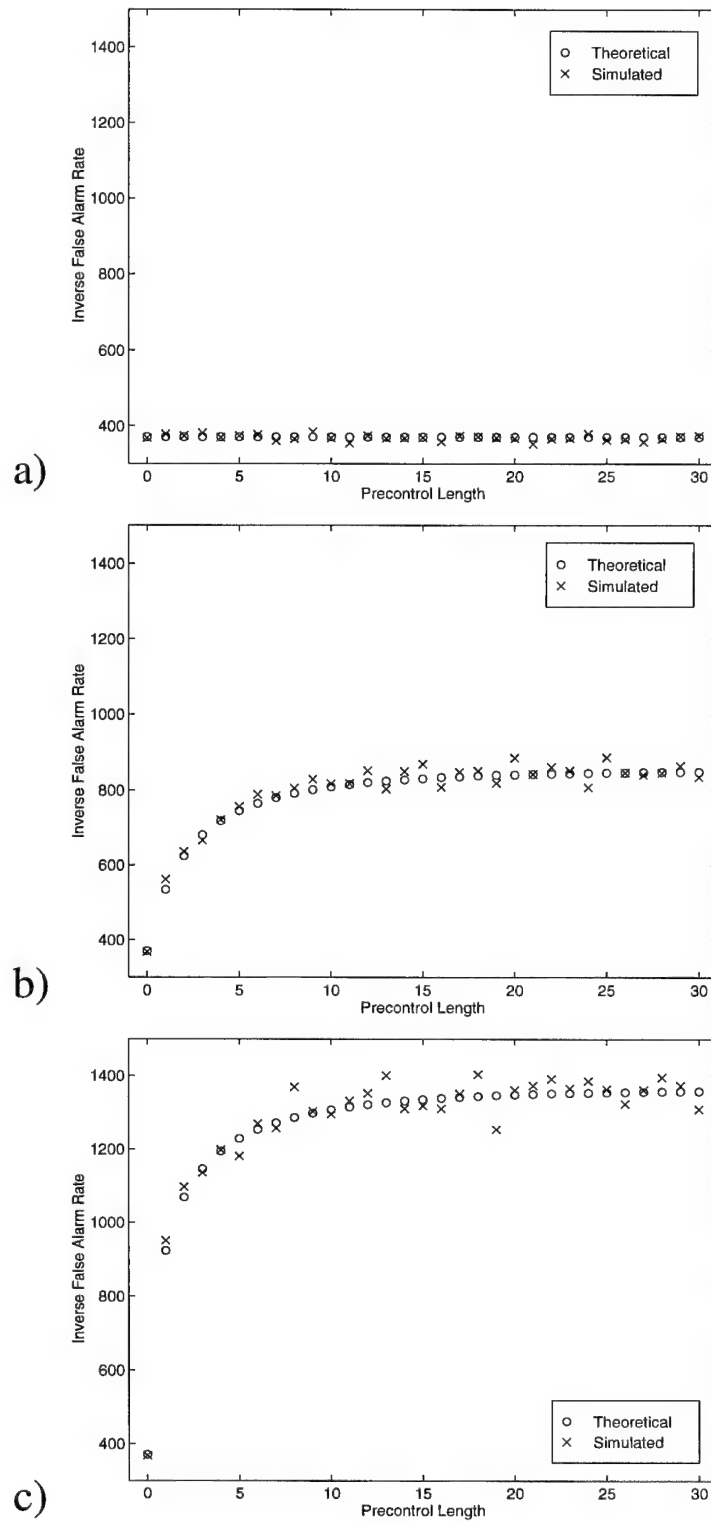 1400
1200
1000
800
600
400
Inverse False Alarm Rate
Theoretical
Simulated
0 5 10 15 20 25 30
Precontrol Length
a)
1400
1200
1000
800
600
400
Inverse False Alarm Rate
Theoretical
Simulated
0 5 10 15 20 25 30
Precontrol Length
b)
1400
1200
1000
800
600
400
Inverse False Alarm Rate
Theoretical
Simulated
0 5 10 15 20 25 30
Precontrol Length
c)